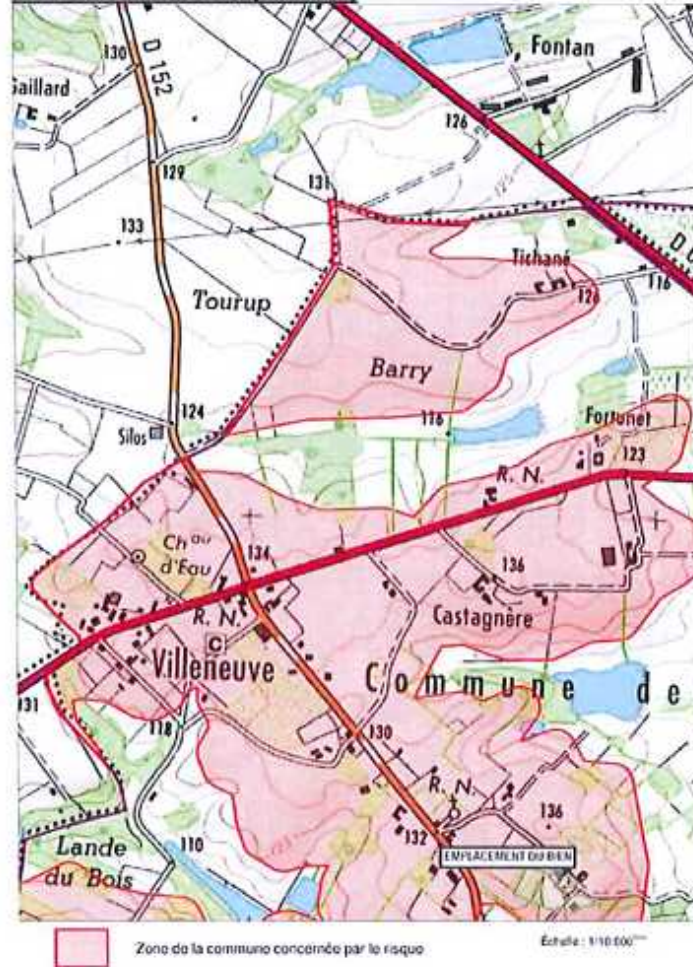 130
D 152
Fontan
Gaillard
126
129
131
133
D
Tichané
126
116
Tourup
Barry
124
116
Silos
Fortunet
R. N.
123
Chau
d'Eau
134
136
R. N.
Castagnère
C
Villeneuve
Commune de
131
118
130
R. N.
136
132
Lande
du Bois
110
EMPLACEMENT DU BIEN
Zone de la commune concernée par le risque
Échelle : 1/10 000